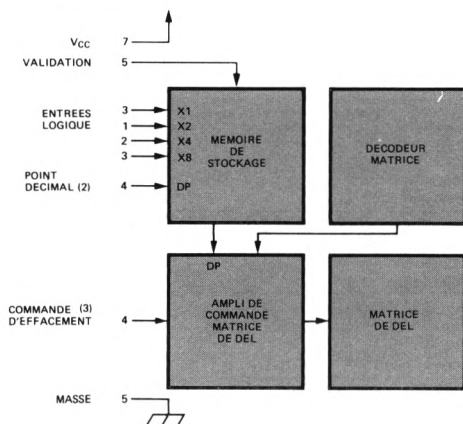 VCC 7
VALIDATION 5
ENTREES
LOGIQUE
3 X1
1 X2
2 X4
3 X8
POINT
DECIMAL (2) 4 DP
MEMOIRE
DE
STOCKAGE
DECODEUR
MATRICE
DP
COMMANDE (3)
D'EFFACEMENT 4
AMPLI DE
COMMANDE
MATRICE
DE DEL
MATRICE
DE DEL
MASSE 5